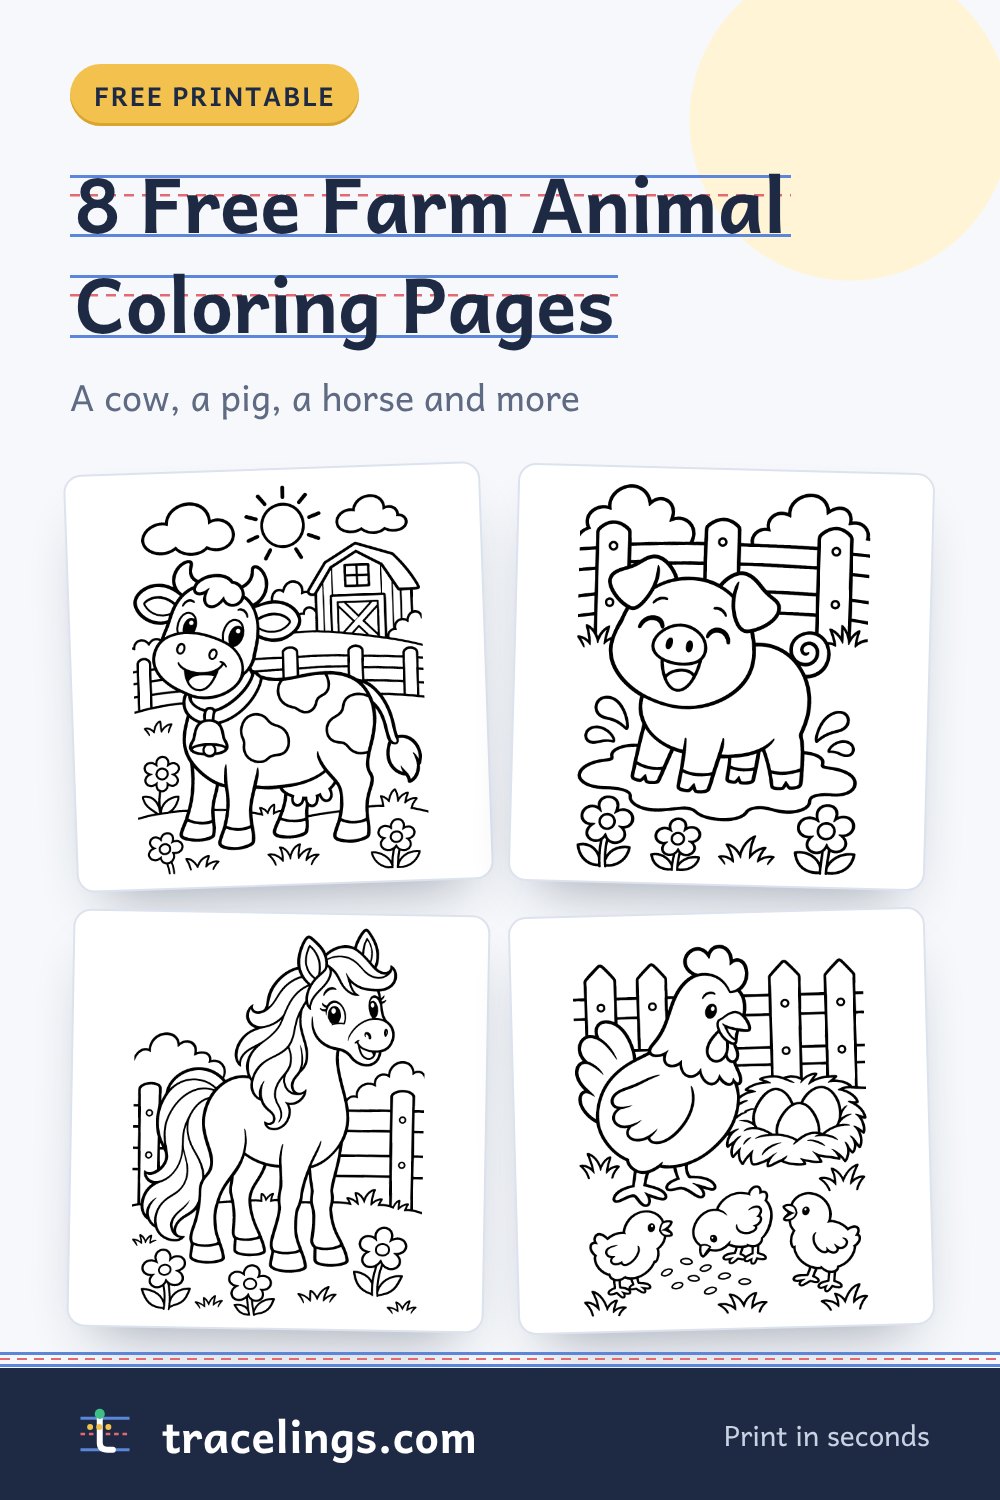 FREE PRINTABLE
8 Free Farm Animal
Coloring Pages
A cow, a pig, a horse and more
tracelings.com
Print in seconds